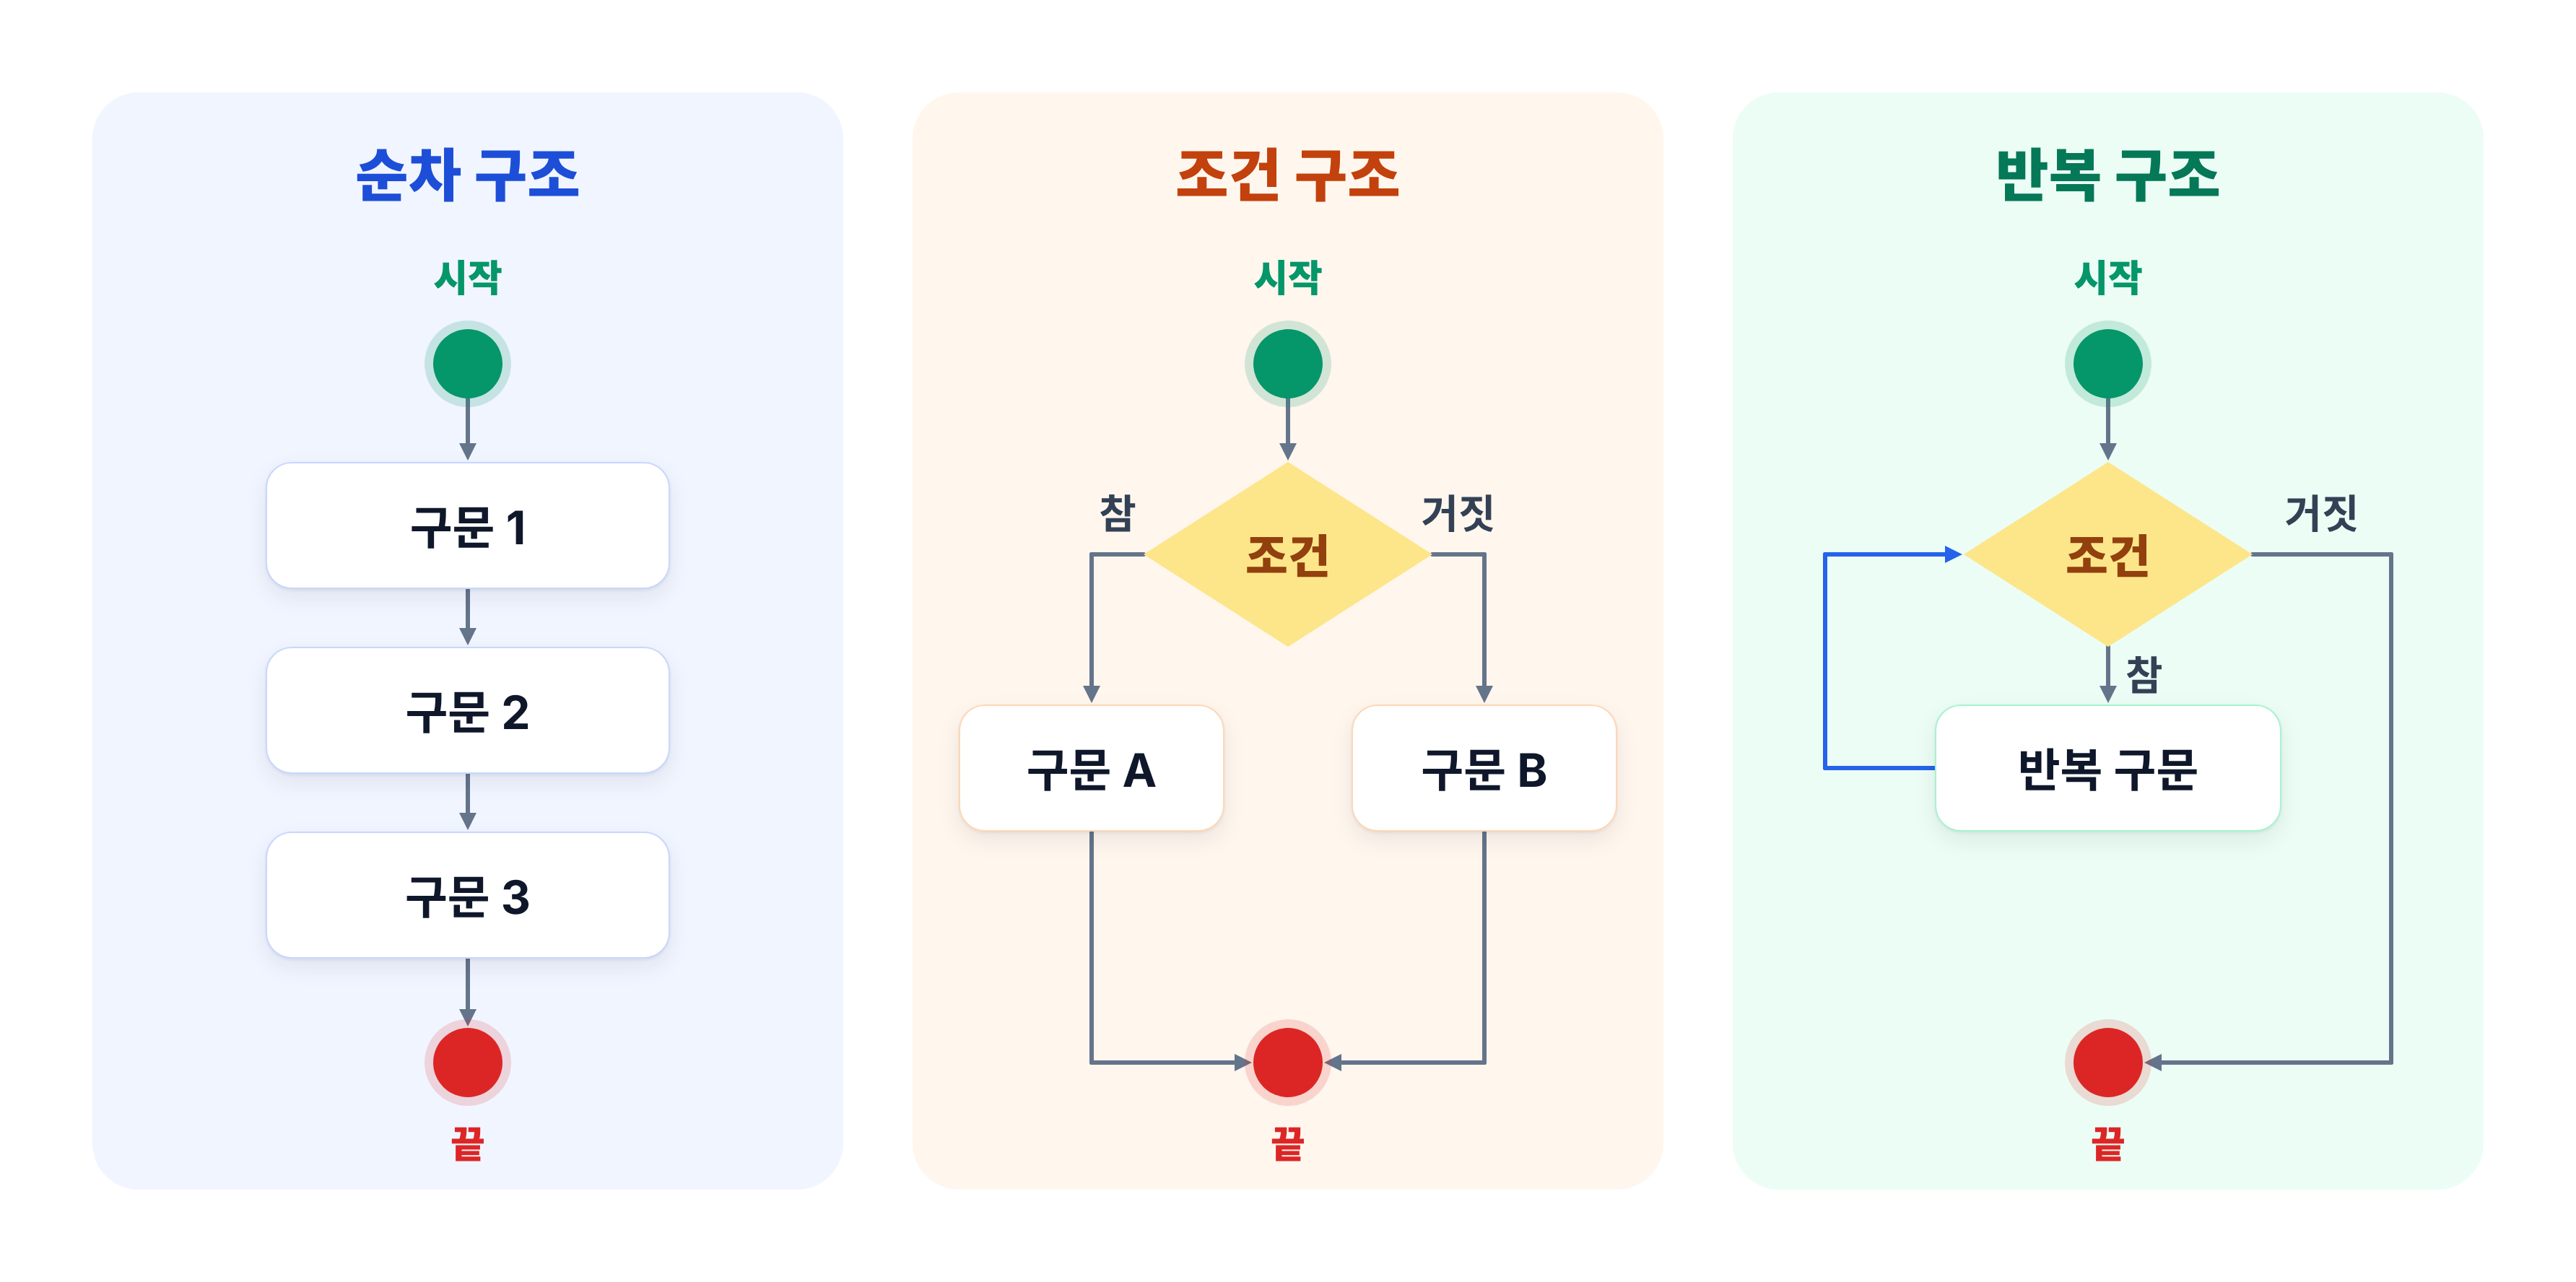 순차 구조
시작
구문 1
구문 2
구문 3
끝
조건 구조
시작
참
거짓
조건
구문 A
구문 B
끝
반복 구조
시작
거짓
조건
참
반복 구문
끝